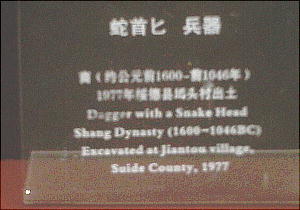 蛇首匕 兵器
商（约公元前1600-前1046年）
1977年绥德县墕头村出土
Dagger with a Snake Head
Shang Dynasty (1600-1046BC)
Excavated at Jiantou village,
Suide County, 1977